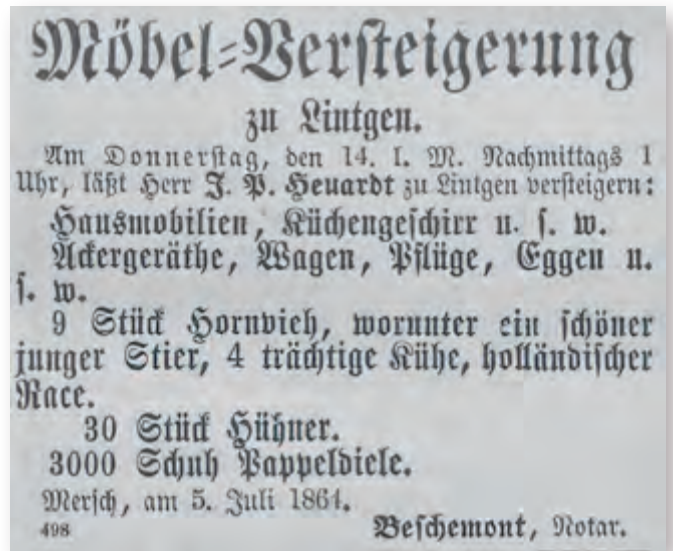 Möbel-Versteigerung
zu Lintgen.
Am Donnerstag, den 14. l. M. Nachmittags 1
Uhr, läßt Herr J. P. Heuardt zu Lintgen versteigern:
Hausmobilien, Küchengeschirr u. s. w.
Ackergeräthe, Wagen, Pflüge, Eggen u.
s. w.
9 Stück Hornvieh, worunter ein schöner
junger Stier, 4 trächtige Kühe, holländischer
Race.
30 Stück Hühner.
3000 Schuh Pappeldiele.
Mersch, am 5. Juli 1864.
498 Beschemont, Notar.